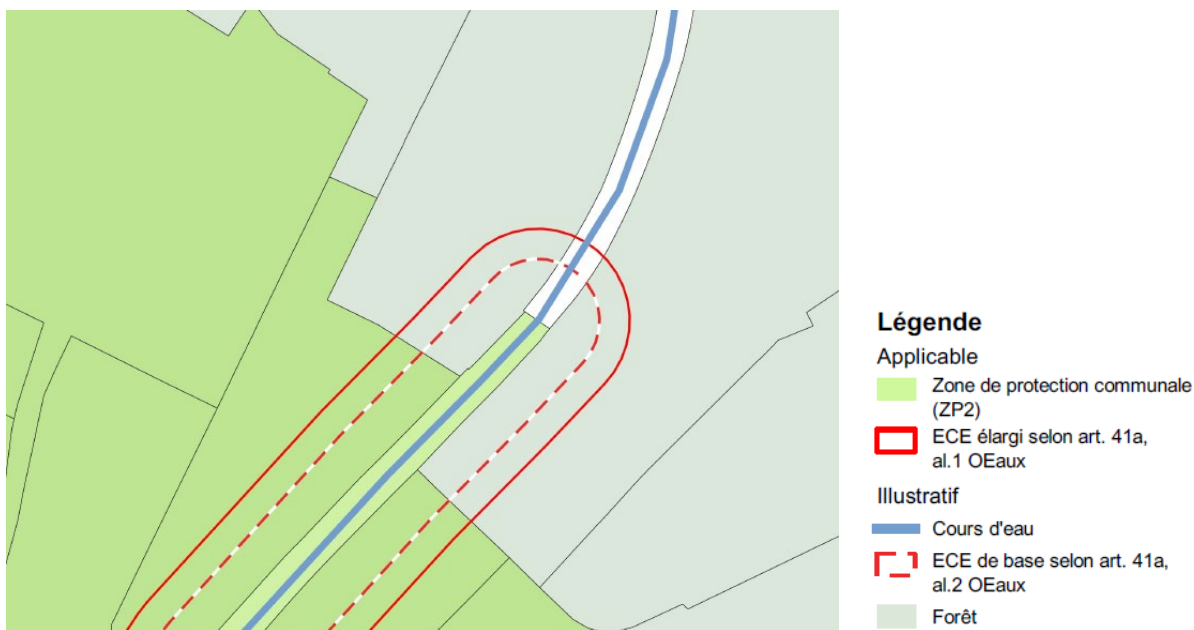 Légende
Applicable
Zone de protection communale
(ZP2)
ECE élargi selon art. 41a,
al.1 OEaux
Illustratif
Cours d'eau
ECE de base selon art. 41a,
al.2 OEaux
Forêt